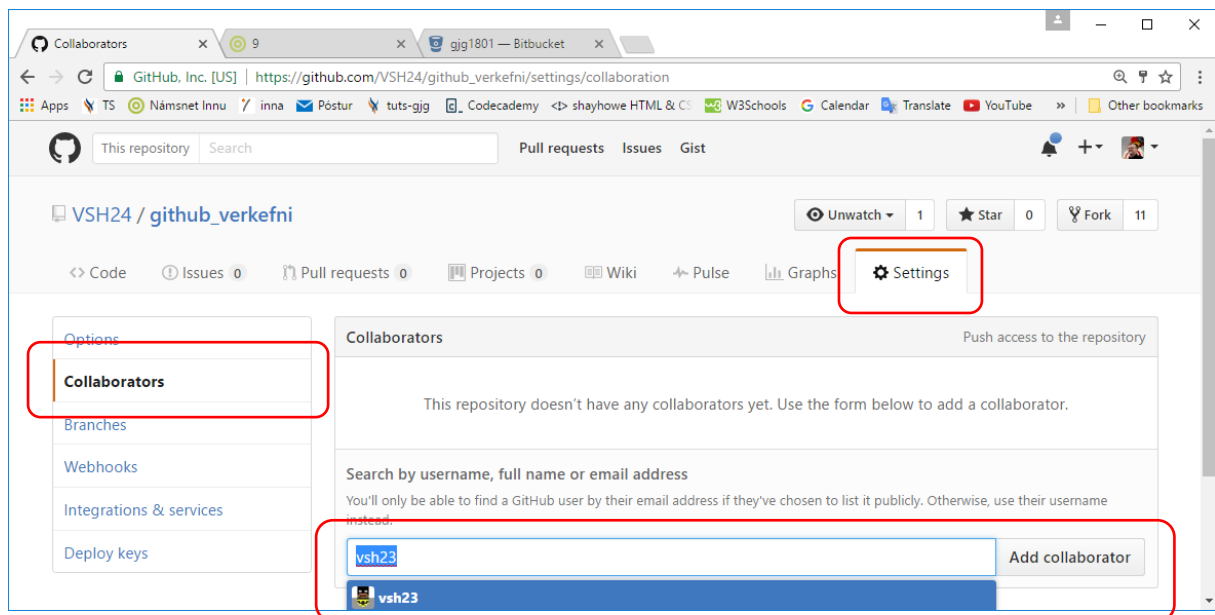 Collaborators 9 gjg1801 — Bitbucket
GitHub, Inc. [US] https://github.com/VSH24/github_verkefni/settings/collaboration
Apps TS Námsnet Innu inna Póstur tuts-gjg Codecademy <|> shayhowe HTML & CS W3Schools Calendar Translate YouTube » Other bookmarks
This repository Search Pull requests Issues Gist
VSH24 / github_verkefni Unwatch 1 Star 0 Fork 11
Code Issues 0 Pull requests 0 Projects 0 Wiki Pulse Graphs Settings
Options
Collaborators
Branches
Webhooks
Integrations & services
Deploy keys
Collaborators Push access to the repository
This repository doesn't have any collaborators yet. Use the form below to add a collaborator.
Search by username, full name or email address
You'll only be able to find a GitHub user by their email address if they've chosen to list it publicly. Otherwise, use their username
instead.
vsh23 Add collaborator
vsh23